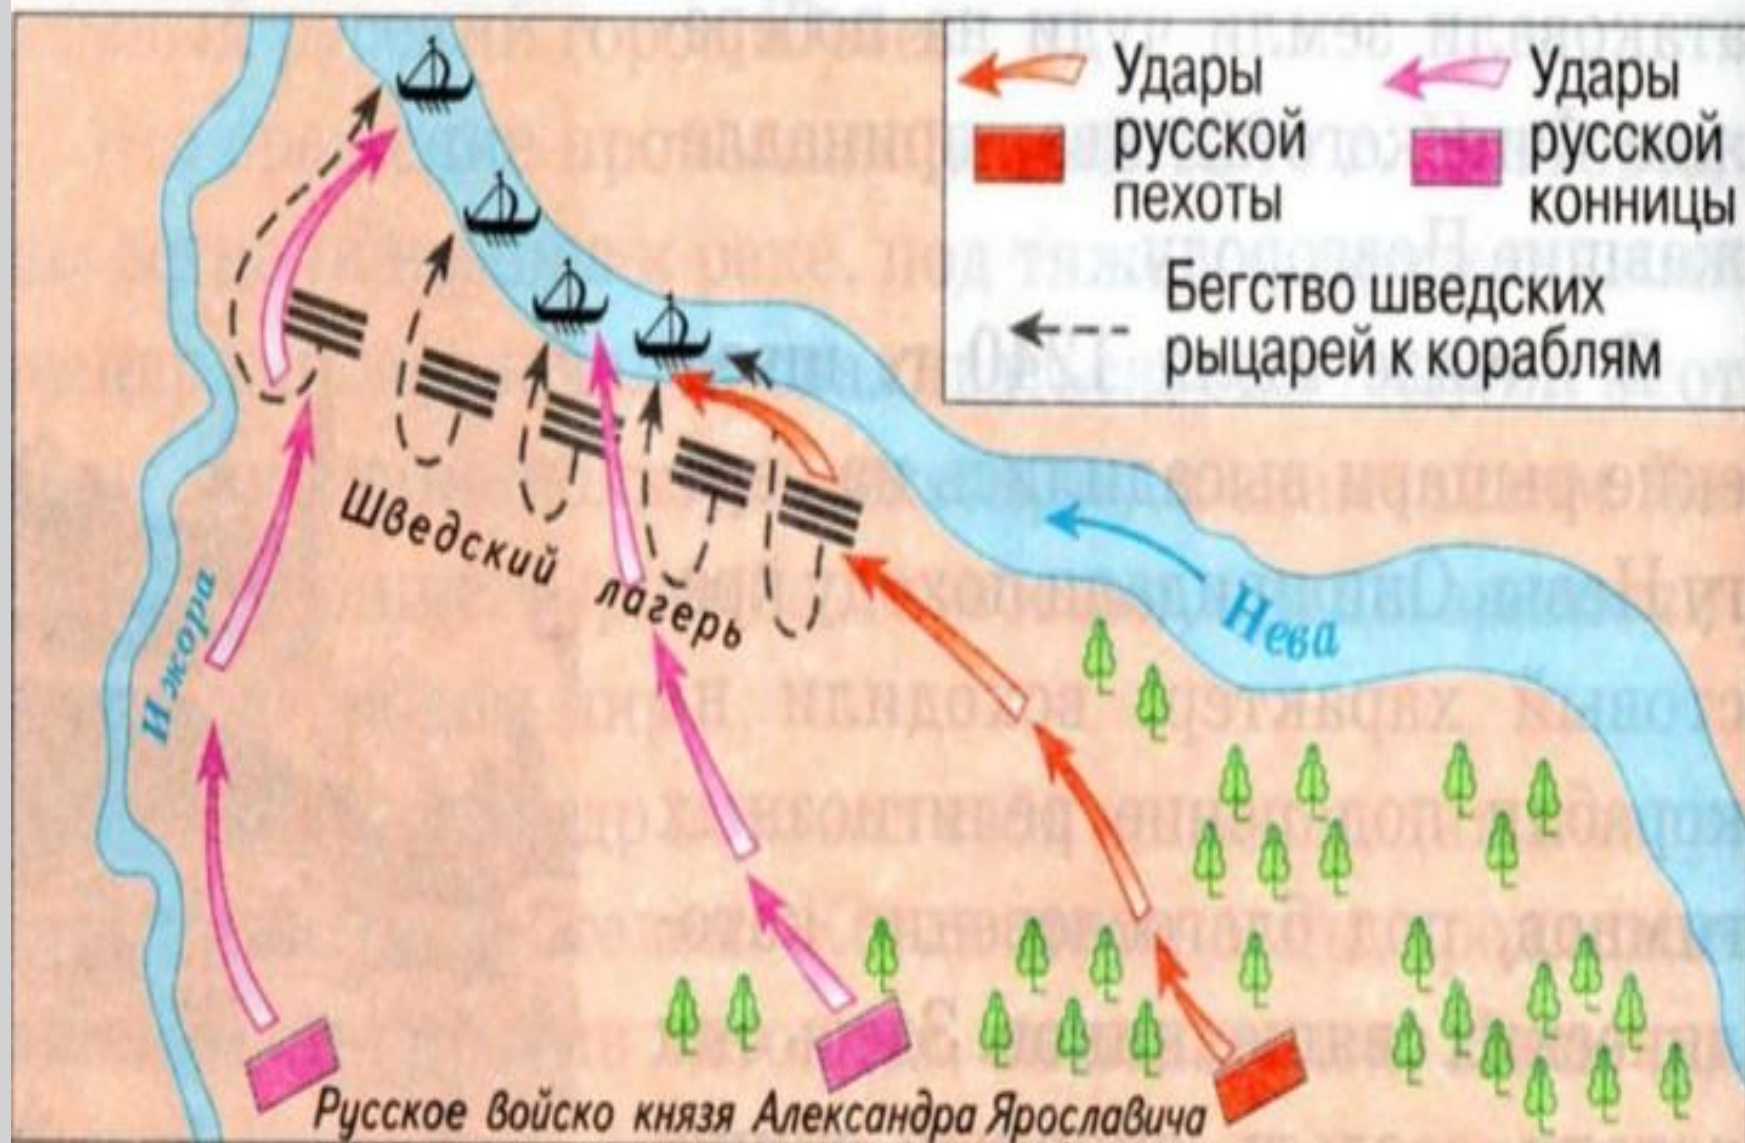 Удары
русской
пехоты
Удары
русской
конницы
Бегство шведских
рыцарей к кораблям
Шведский лагерь
Ижора
Нева
Русское войско князя Александра Ярославича